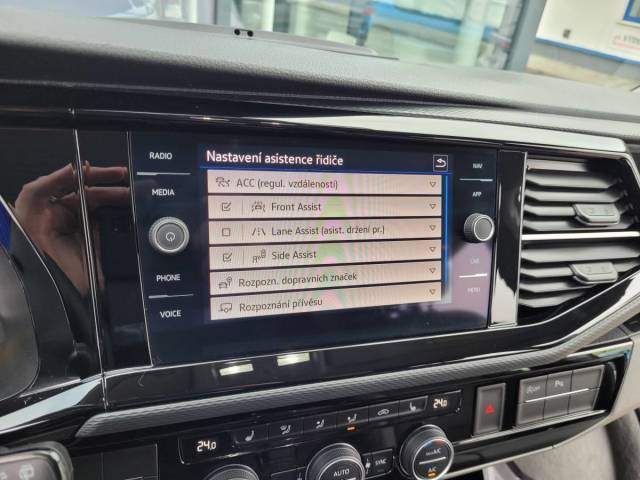 RADIO
MEDIA
PHONE
VOICE
Nastavení asistence řidiče
ACC (regul. vzdálenosti)
Front Assist
Lane Assist (asist. držení pr.)
Side Assist
Rozpozn. dopravních značek
Rozpoznání přívěsu
NAV
APP
MENU
24.0
24.0
AUTO
SYNC
A/C